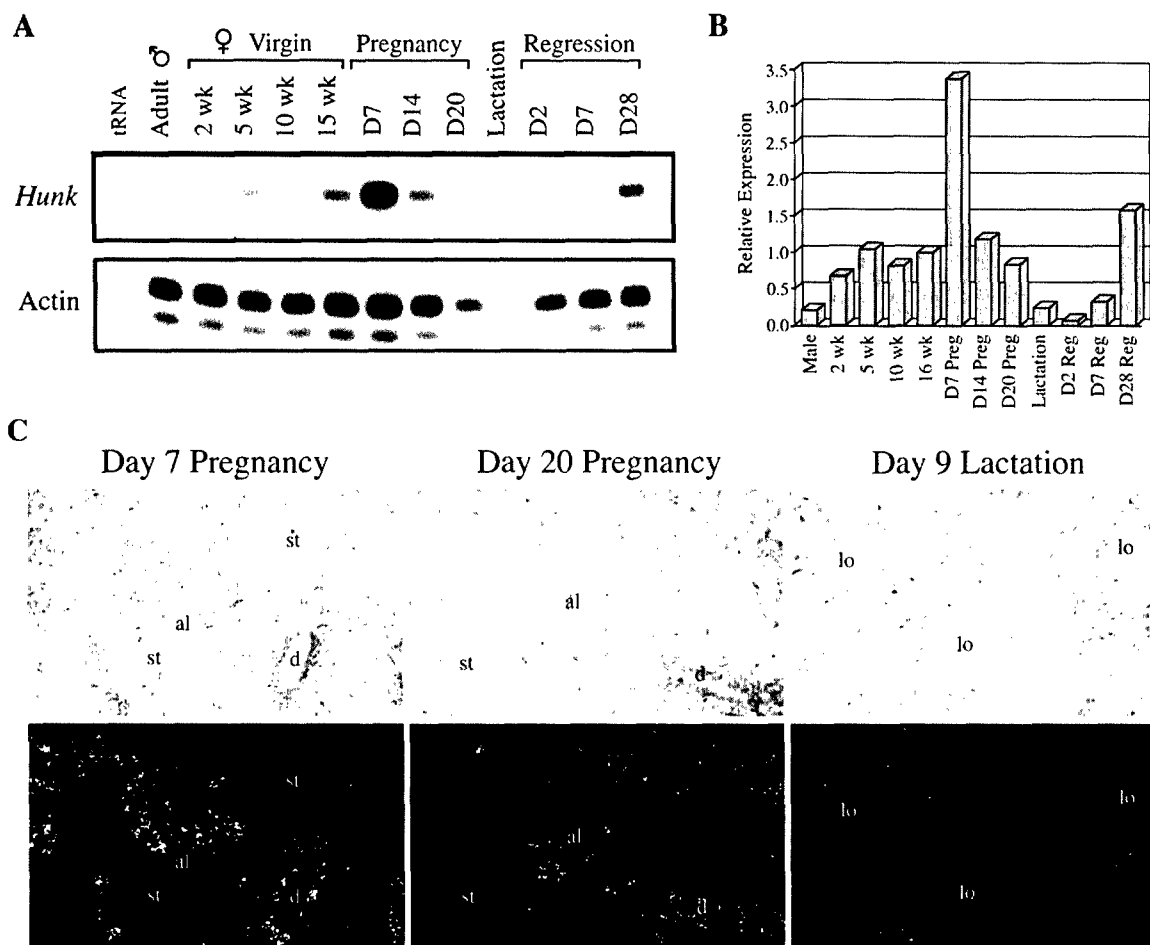 A
♂
♀ Virgin
Pregnancy
Regression
tRNA
Adult
2 wk
5 wk
10 wk
15 wk
D7
D14
D20
Lactation
D2
D7
D28
Hunk
Actin
B
Relative Expression
3.5
3.0
2.5
2.0
1.5
1.0
0.5
0.0
Male
2 wk
5 wk
10 wk
16 wk
D7 Preg
D14 Preg
D20 Preg
Lactation
D2 Reg
D7 Reg
D28 Reg
C
Day 7 Pregnancy
Day 20 Pregnancy
Day 9 Lactation
st
al
st
d
al
st
d
lo
lo
lo
st
al
st
d
al
st
d
lo
lo
lo